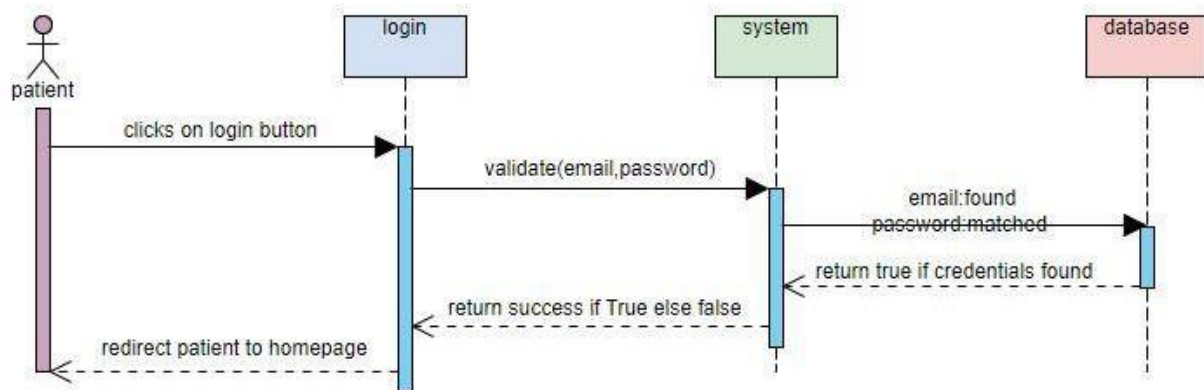 login
system
database
patient
clicks on login button
validate(email,password)
email:found
password:matched
return true if credentials found
return success if True else false
redirect patient to homepage